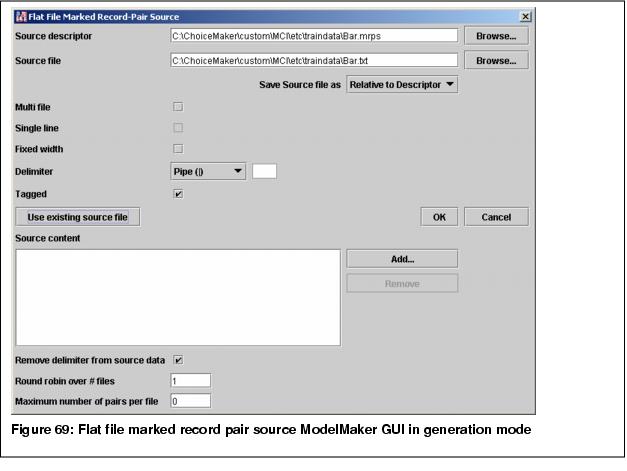 Flat File Marked Record-Pair Source
Source descriptor C:\ChoiceMaker\custom\MCI\etc\traindata\Bar.mrps Browse...
Source file C:\ChoiceMaker\custom\MCI\etc\traindata\Bar.txt Browse...
Save Source file as Relative to Descriptor
Multi file
Single line
Fixed width
Delimiter Pipe (|)
Tagged
Use existing source file OK Cancel
Source content
Add...
Remove
Remove delimiter from source data
Round robin over # files 1
Maximum number of pairs per file 0
Figure 69: Flat file marked record pair source ModelMaker GUI in generation mode